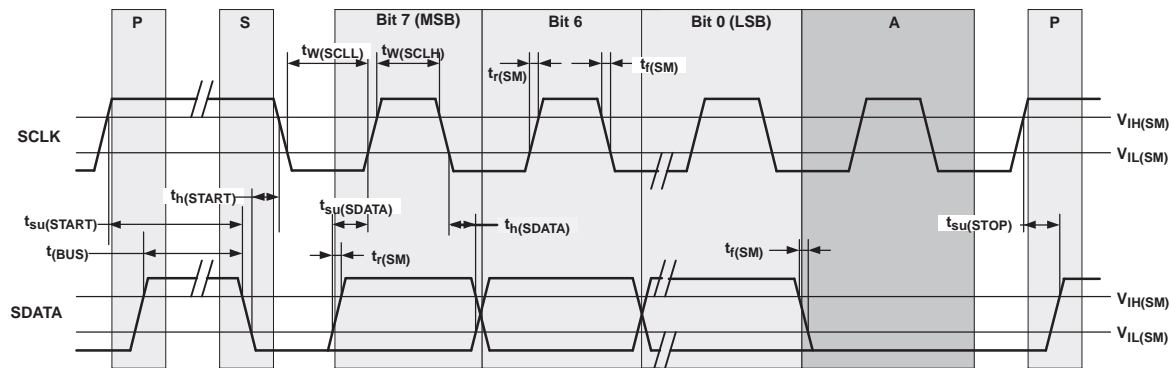 P S Bit 7 (MSB) Bit 6 Bit 0 (LSB) A P
tW(SCLL) tW(SCLH)
tr(SM) tf(SM)
SCLK
VIH(SM)
VIL(SM)
th(START)
tsu(START)
tsu(SDATA)
th(SDATA)
tsu(STOP)
t(BUS)
tr(SM)
tf(SM)
SDATA
VIH(SM)
VIL(SM)